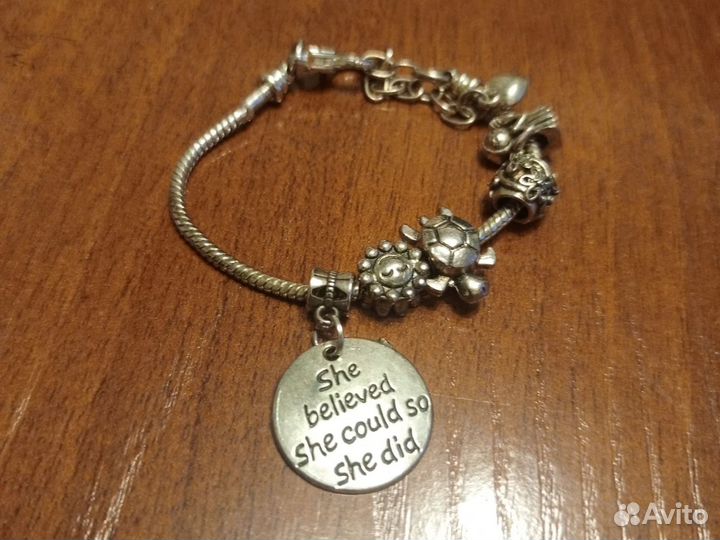 She
believed
she could so
she did
Avito